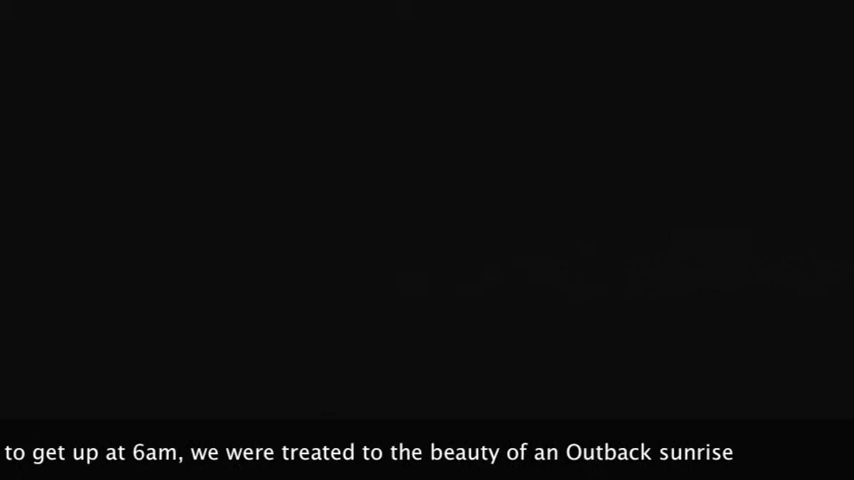 to get up at 6am, we were treated to the beauty of an Outback sunrise